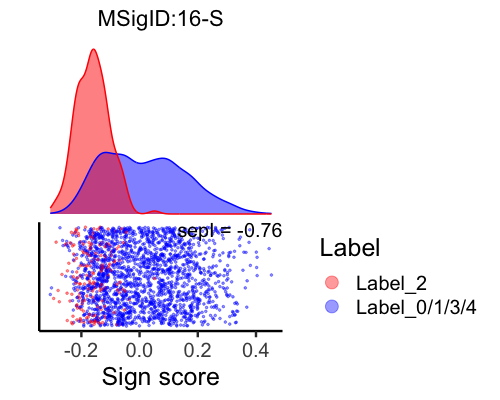 MSigID:16-S
sepI = -0.76
Label
Label_2
Label_0/1/3/4
-0.2 0.0 0.2 0.4
Sign score